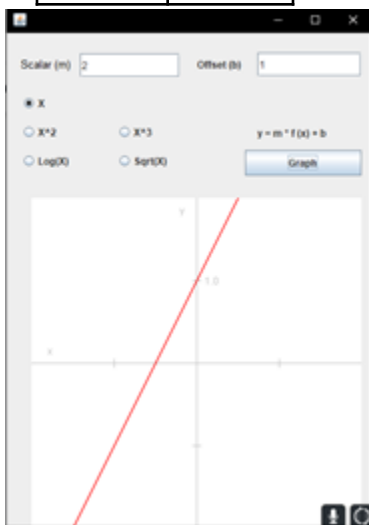 Scalar (m) 2 Offset (b) 1
X
X^2 X^3 y = m * f (x) + b
Log(X) Sqrt(X) Graph
Y
1.0
X